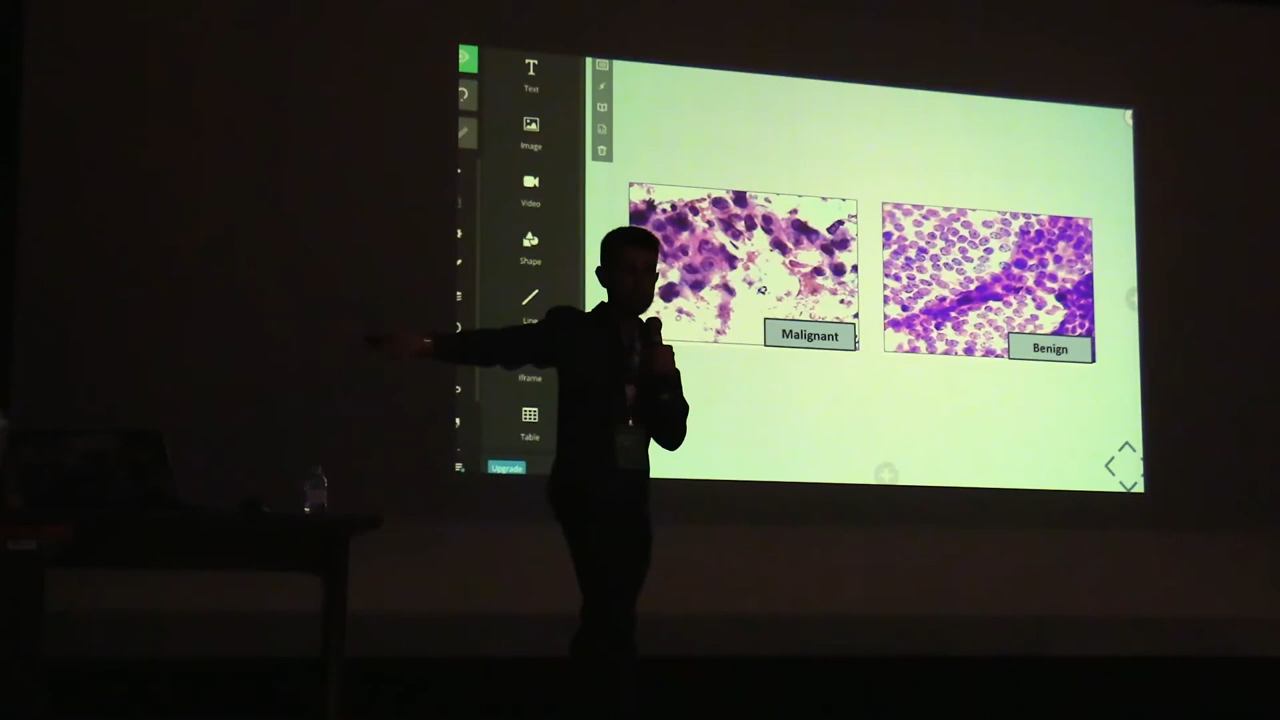 Text
Image
Video
Shape
Line
Iframe
Table
Upgrade
Malignant
Benign